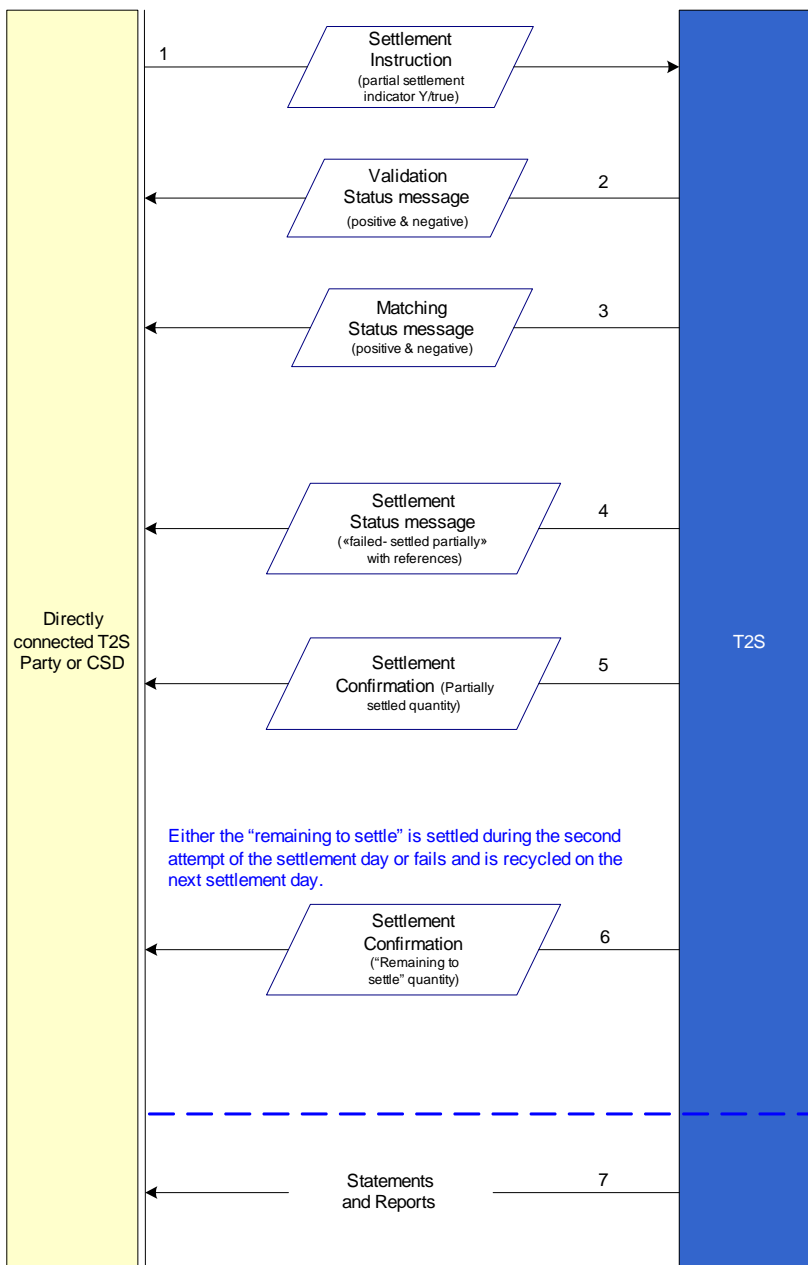 1
Settlement
Instruction
(partial settlement
indicator Y/true)
Validation
Status message
(positive & negative)
2
Matching
Status message
(positive & negative)
3
Settlement
Status message
(«failed- settled partially»
with references)
4
Directly
connected T2S
Party or CSD
T2S
Settlement
Confirmation (Partially
settled quantity)
5
Either the “remaining to settle” is settled during the second
attempt of the settlement day or fails and is recycled on the
next settlement day.
Settlement
Confirmation
(“Remaining to
settle” quantity)
6
Statements
and Reports
7